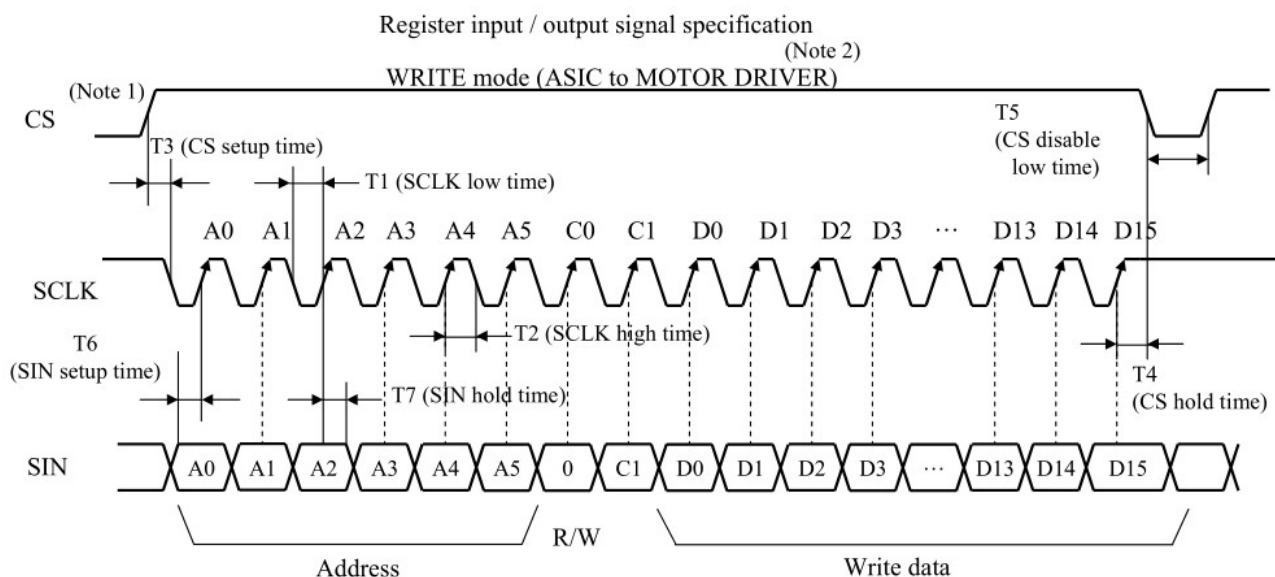 Register input / output signal specification
(Note 2)
WRITE mode (ASIC to MOTOR DRIVER)
(Note 1)
CS
T3 (CS setup time)
T1 (SCLK low time)
T5
(CS disable
low time)
A0 A1 A2 A3 A4 A5 C0 C1 D0 D1 D2 D3 ··· D13 D14 D15
SCLK
T2 (SCLK high time)
T6
(SIN setup time)
T7 (SIN hold time)
T4
(CS hold time)
SIN
A0 A1 A2 A3 A4 A5 0 C1 D0 D1 D2 D3 ··· D13 D14 D15
R/W
Address
Write data